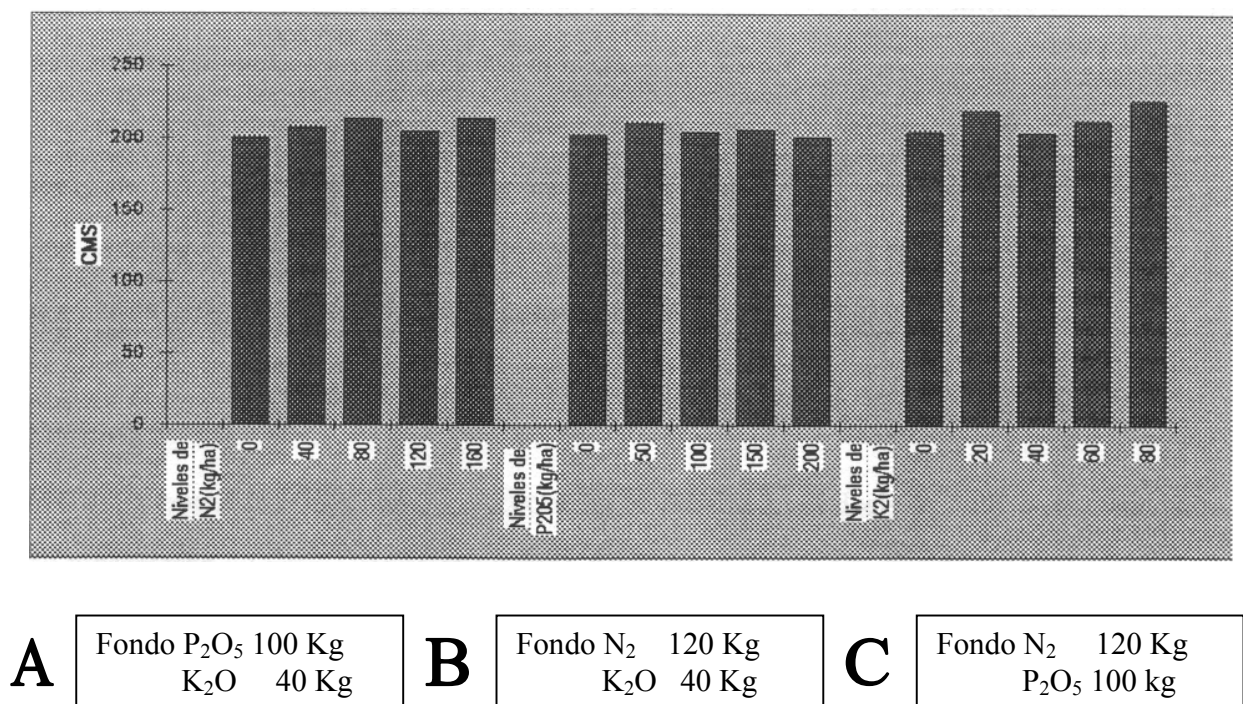 250
200
150
100
50
0
CMS
Niveles de
N2(kg/ha)
0
40
80
120
160
Niveles de
P205(kg/ha)
0
50
100
150
200
Niveles de
K2(kg/ha)
0
20
40
60
80
A
Fondo P₂O₅ 100 Kg
K₂O 40 Kg
B
Fondo N₂ 120 Kg
K₂O 40 Kg
C
Fondo N₂ 120 Kg
P₂O₅ 100 kg